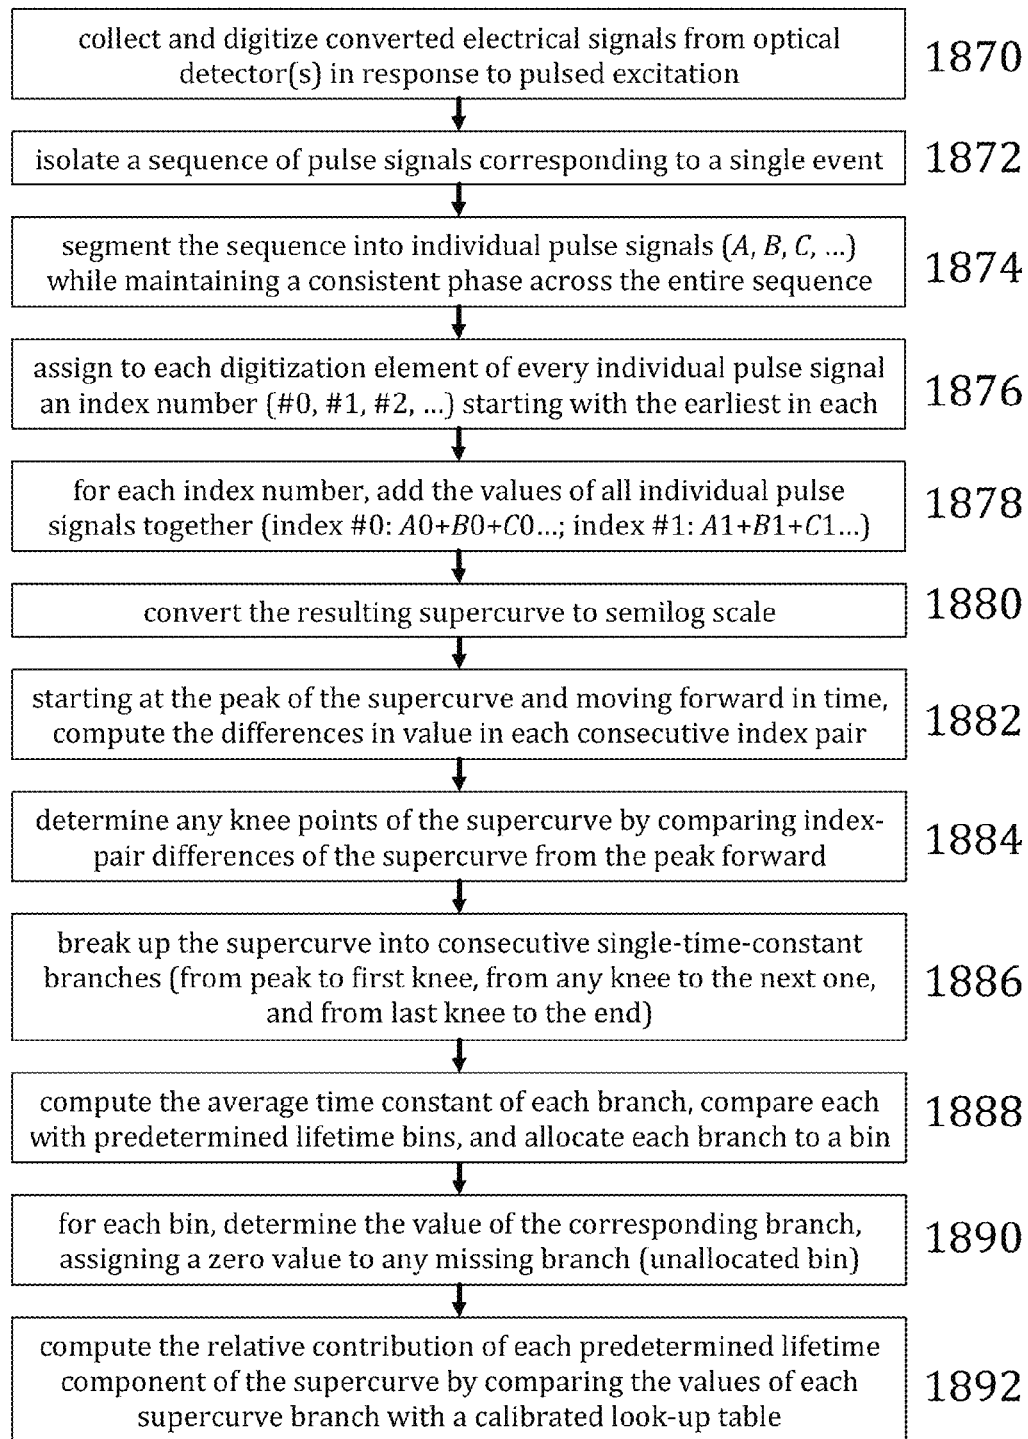 collect and digitize converted electrical signals from optical
detector(s) in response to pulsed excitation
1870
isolate a sequence of pulse signals corresponding to a single event
1872
segment the sequence into individual pulse signals (A, B, C, ...)
while maintaining a consistent phase across the entire sequence
1874
assign to each digitization element of every individual pulse signal
an index number (#0, #1, #2, ...) starting with the earliest in each
1876
for each index number, add the values of all individual pulse
signals together (index #0: A0+B0+C0...; index #1: A1+B1+C1...)
1878
convert the resulting supercurve to semilog scale
1880
starting at the peak of the supercurve and moving forward in time,
compute the differences in value in each consecutive index pair
1882
determine any knee points of the supercurve by comparing index-
pair differences of the supercurve from the peak forward
1884
break up the supercurve into consecutive single-time-constant
branches (from peak to first knee, from any knee to the next one,
and from last knee to the end)
1886
compute the average time constant of each branch, compare each
with predetermined lifetime bins, and allocate each branch to a bin
1888
for each bin, determine the value of the corresponding branch,
assigning a zero value to any missing branch (unallocated bin)
1890
compute the relative contribution of each predetermined lifetime
component of the supercurve by comparing the values of each
supercurve branch with a calibrated look-up table
1892